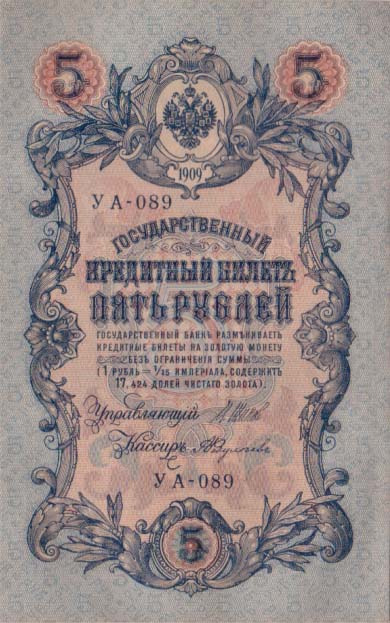 5 5
1909
УА-089
ГОСУДАРСТВЕННЫЙ
КРЕДИТНЫЙ БИЛЕТЪ
ПЯТЬ РУБЛЕЙ
ГОСУДАРСТВЕННЫЙ БАНКЪ РАЗМѢНИВАЕТЪ
КРЕДИТНЫЕ БИЛЕТЫ НА ЗОЛОТУЮ МОНЕТУ
БЕЗЪ ОГРАНИЧЕНІЯ СУММЫ
(1 РУБЛЬ = 1/15 ИМПЕРІАЛА, СОДЕРЖИТЪ
17,424 ДОЛЕЙ ЧИСТАГО ЗОЛОТА).
Управляющій
Кассиръ
УА-089
5